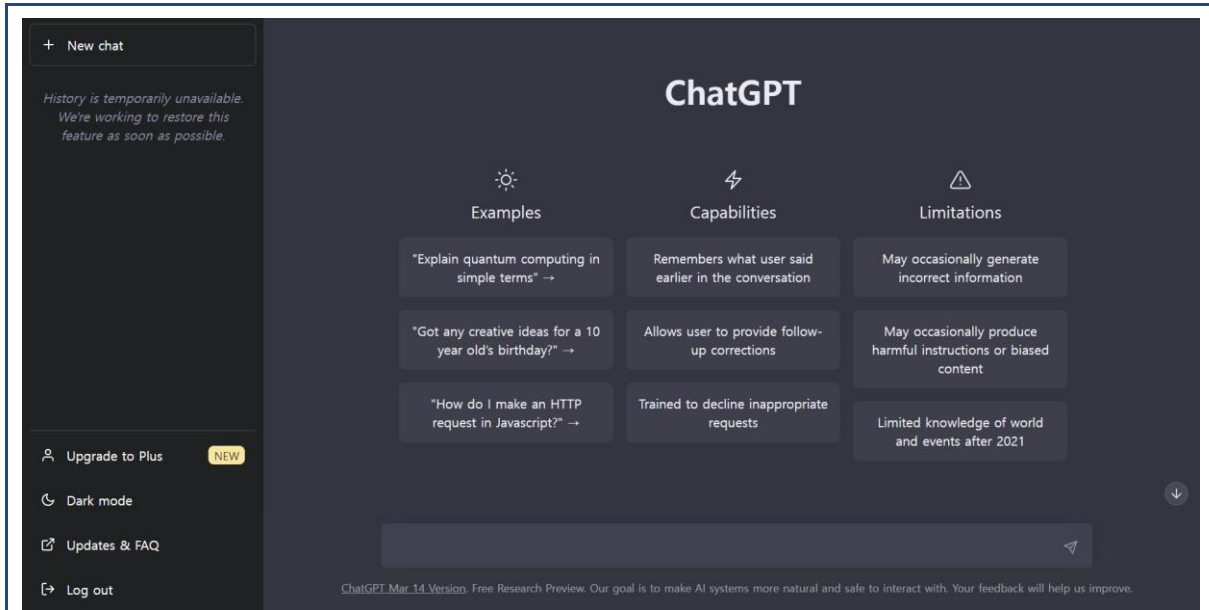 + New chat
History is temporarily unavailable.
We're working to restore this
feature as soon as possible.
Upgrade to Plus NEW
Dark mode
Updates & FAQ
Log out
ChatGPT
Examples
"Explain quantum computing in
simple terms" →
"Got any creative ideas for a 10
year old's birthday?" →
"How do I make an HTTP
request in Javascript?" →
Capabilities
Remembers what user said
earlier in the conversation
Allows user to provide follow-
up corrections
Trained to decline inappropriate
requests
Limitations
May occasionally generate
incorrect information
May occasionally produce
harmful instructions or biased
content
Limited knowledge of world
and events after 2021
ChatGPT Mar 14 Version. Free Research Preview. Our goal is to make AI systems more natural and safe to interact with. Your feedback will help us improve.